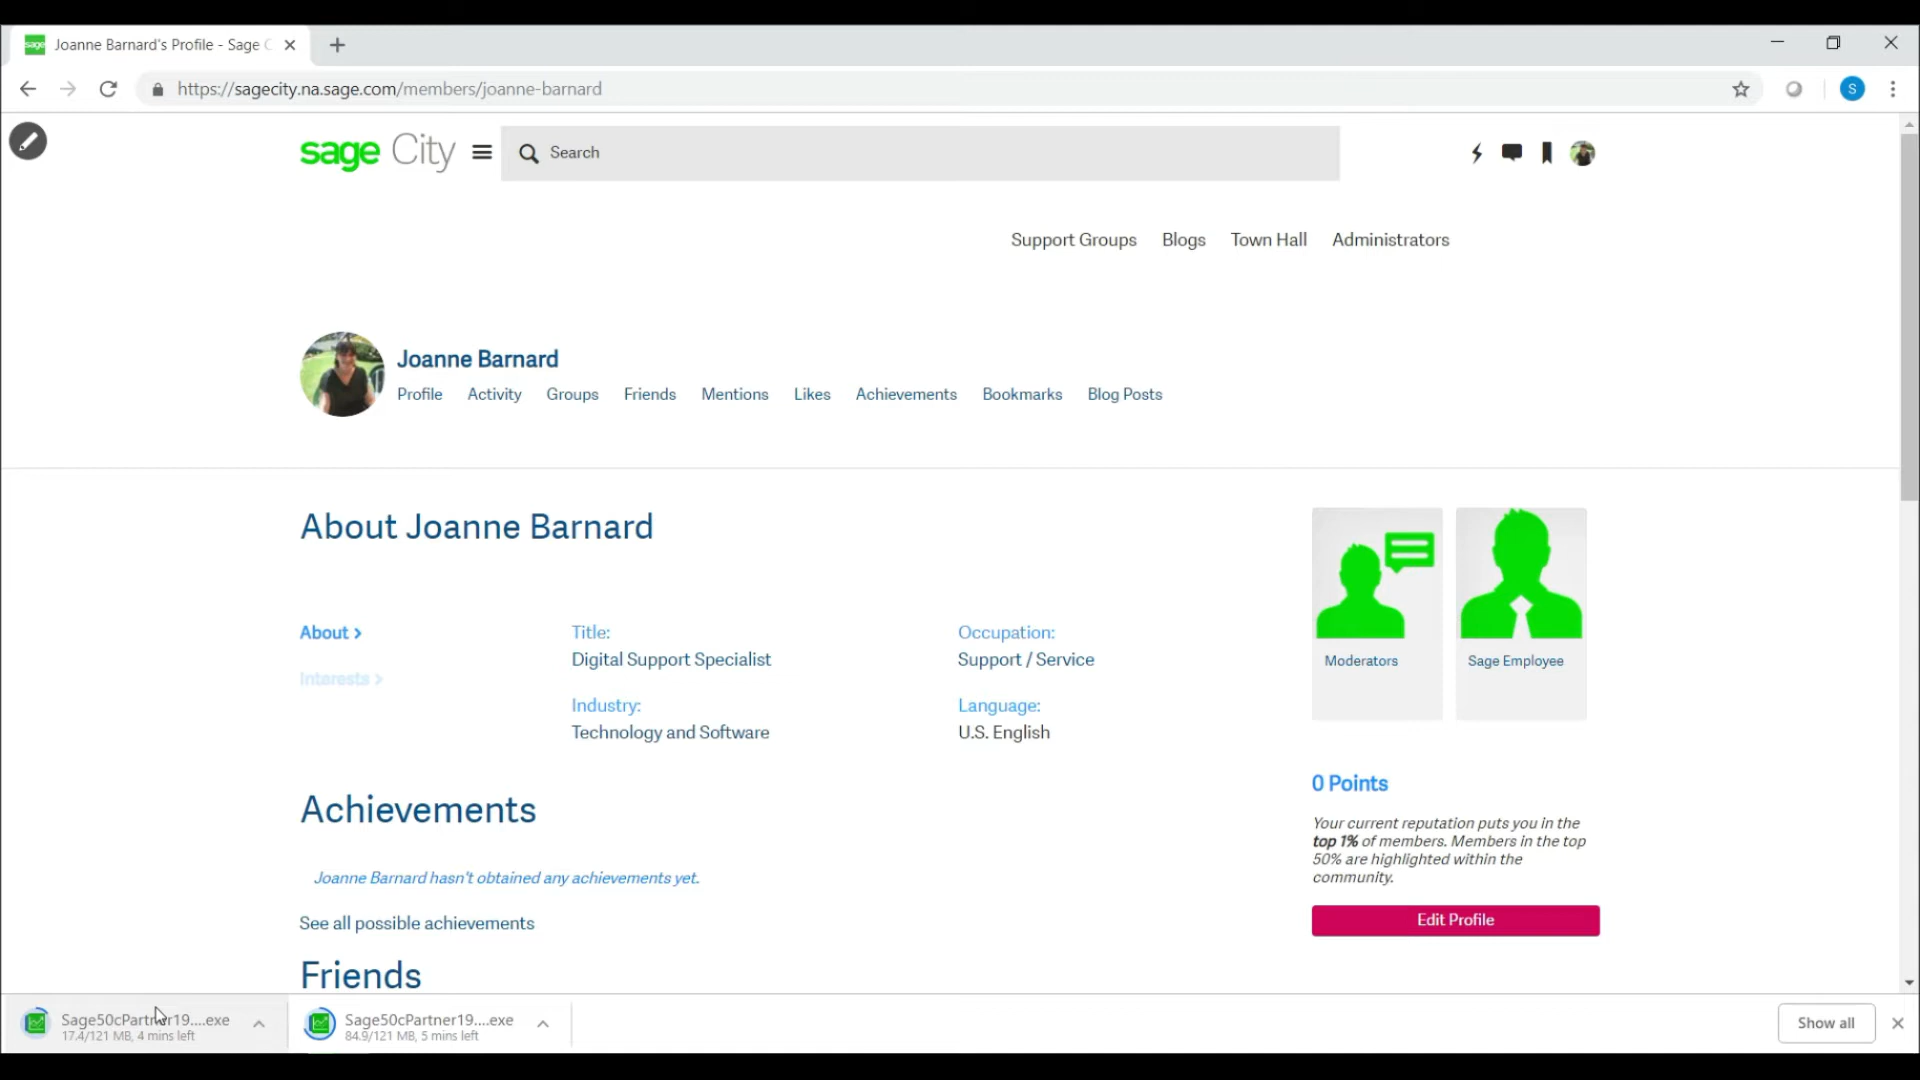 sage Joanne Barnard's Profile - Sage C
https://sagecity.na.sage.com/members/joanne-barnard
S
sage City
Search
Support Groups Blogs Town Hall Administrators
Joanne Barnard
Profile Activity Groups Friends Mentions Likes Achievements Bookmarks Blog Posts
About Joanne Barnard
About >
Interests >
Title:
Digital Support Specialist
Occupation:
Support / Service
Industry:
Technology and Software
Language:
U.S. English
Moderators
Sage Employee
Achievements
Joanne Barnard hasn't obtained any achievements yet.
See all possible achievements
0 Points
Your current reputation puts you in the
top 1% of members. Members in the top
50% are highlighted within the
community.
Edit Profile
Friends
Sage50cPartner19....exe
17.4/121 MB, 4 mins left
Sage50cPartner19....exe
84.9/121 MB, 5 mins left
Show all